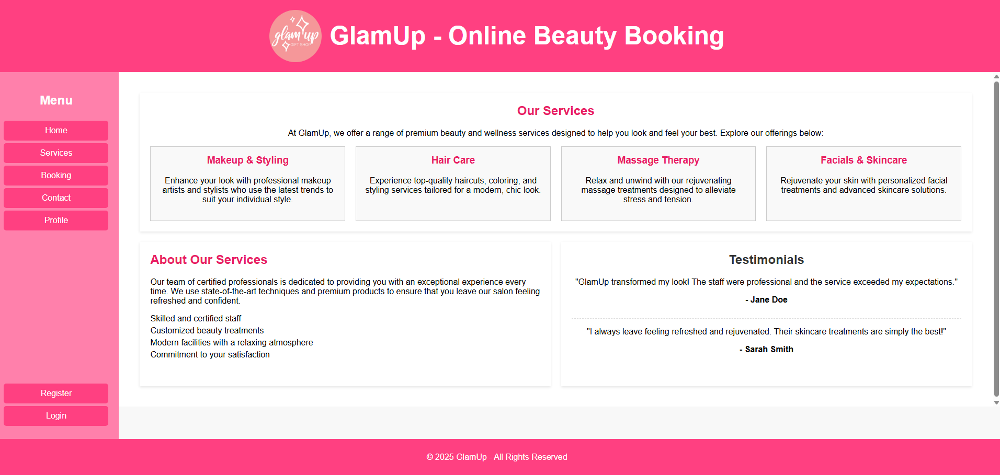 glam up
GIFT SHOP
GlamUp - Online Beauty Booking
Menu
Home
Services
Booking
Contact
Profile
Register
Login
Our Services
At GlamUp, we offer a range of premium beauty and wellness services designed to help you look and feel your best. Explore our offerings below:
Makeup & Styling
Enhance your look with professional makeup
artists and stylists who use the latest trends to
suit your individual style.
Hair Care
Experience top-quality haircuts, coloring, and
styling services tailored for a modern, chic look.
Massage Therapy
Relax and unwind with our rejuvenating
massage treatments designed to alleviate
stress and tension.
Facials & Skincare
Rejuvenate your skin with personalized facial
treatments and advanced skincare solutions.
About Our Services
Our team of certified professionals is dedicated to providing you with an exceptional experience every
time. We use state-of-the-art techniques and premium products to ensure that you leave our salon feeling
refreshed and confident.
Skilled and certified staff
Customized beauty treatments
Modern facilities with a relaxing atmosphere
Commitment to your satisfaction
Testimonials
"GlamUp transformed my look! The staff were professional and the service exceeded my expectations."
- Jane Doe
"I always leave feeling refreshed and rejuvenated. Their skincare treatments are simply the best!"
- Sarah Smith
© 2025 GlamUp - All Rights Reserved